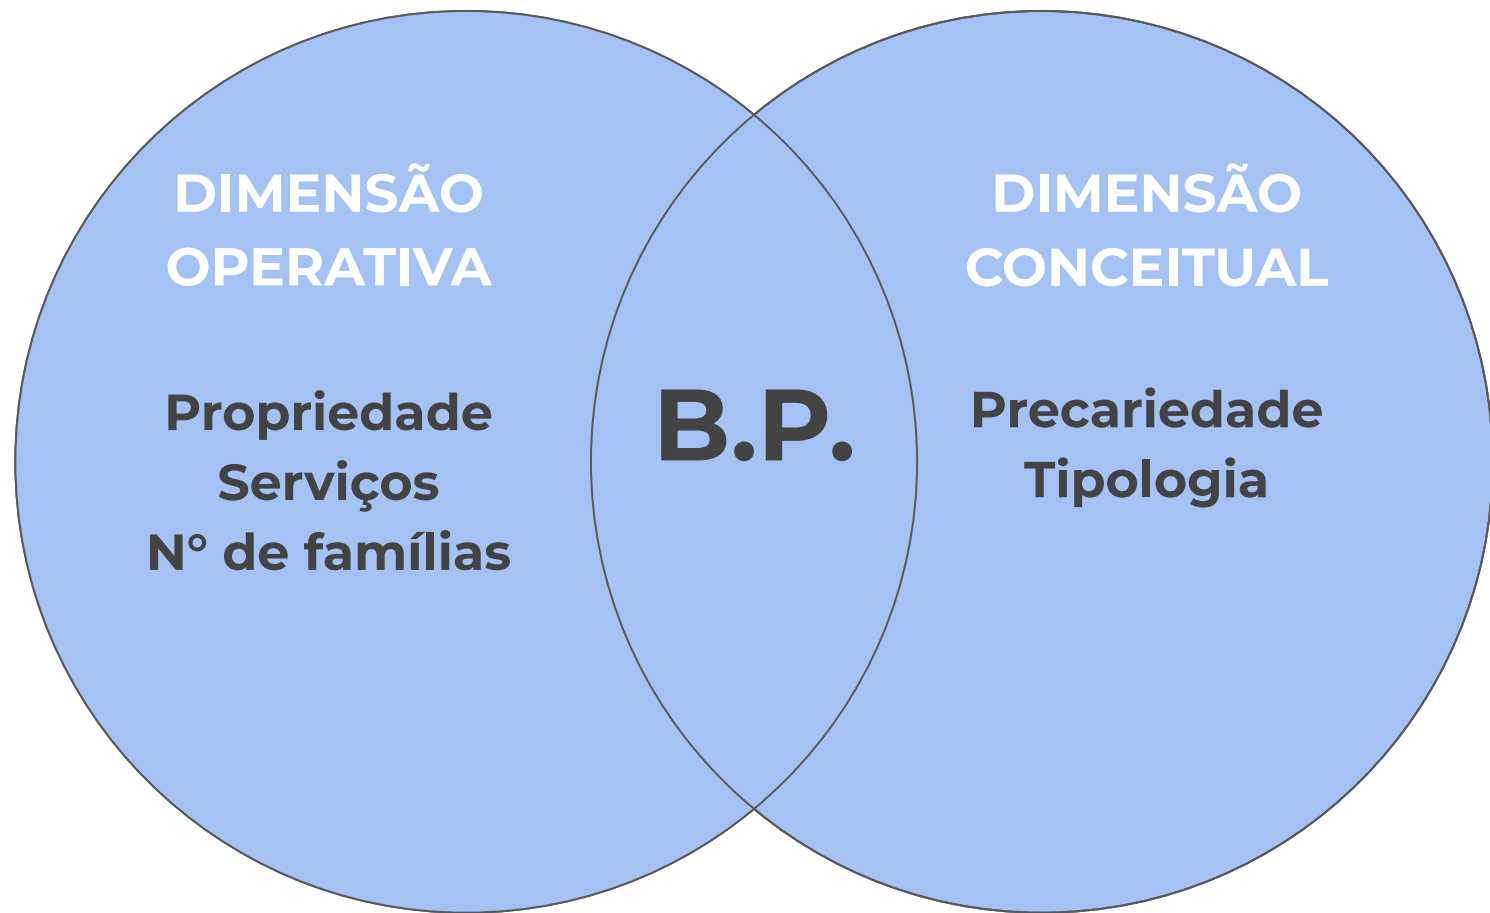 DIMENSÃO
OPERATIVA
Propriedade
Serviços
N° de famílias
B.P.
DIMENSÃO
CONCEITUAL
Precariedade
Tipologia